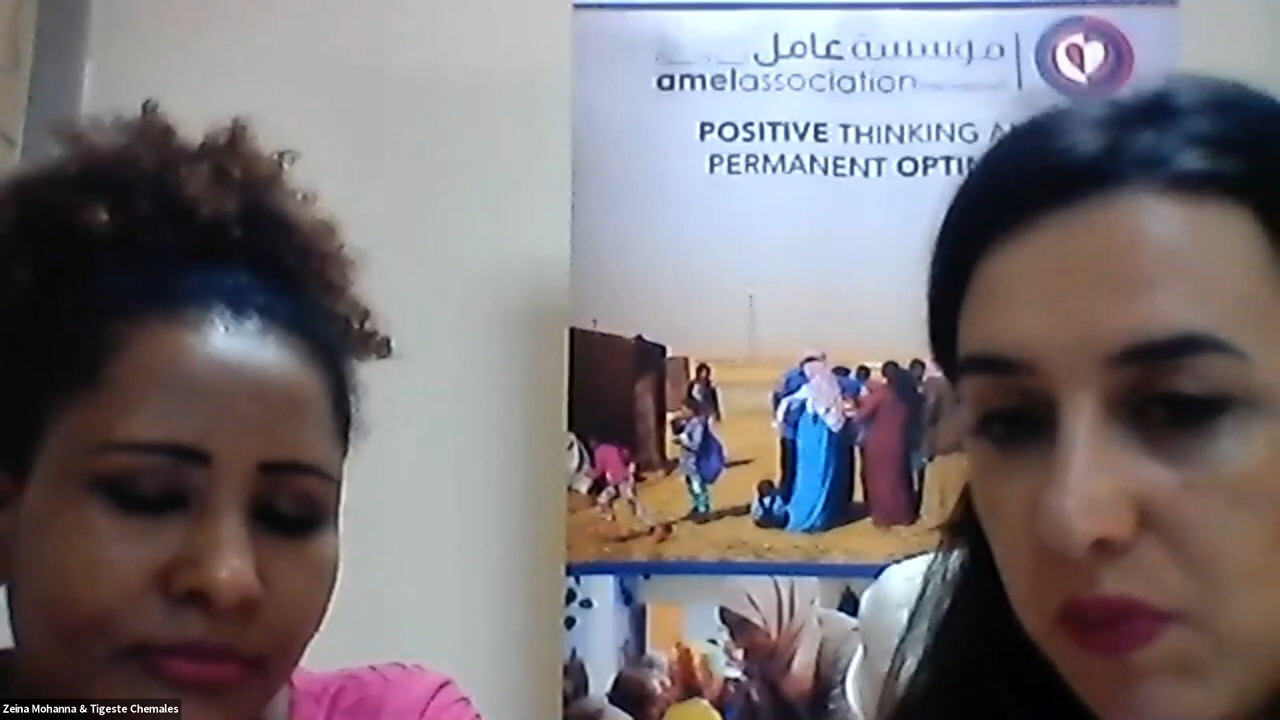 مؤسسة عامل
amelassociation
POSITIVE THINKING A
PERMANENT OPTI
Zeina Mohanna & Tigeste Chemales